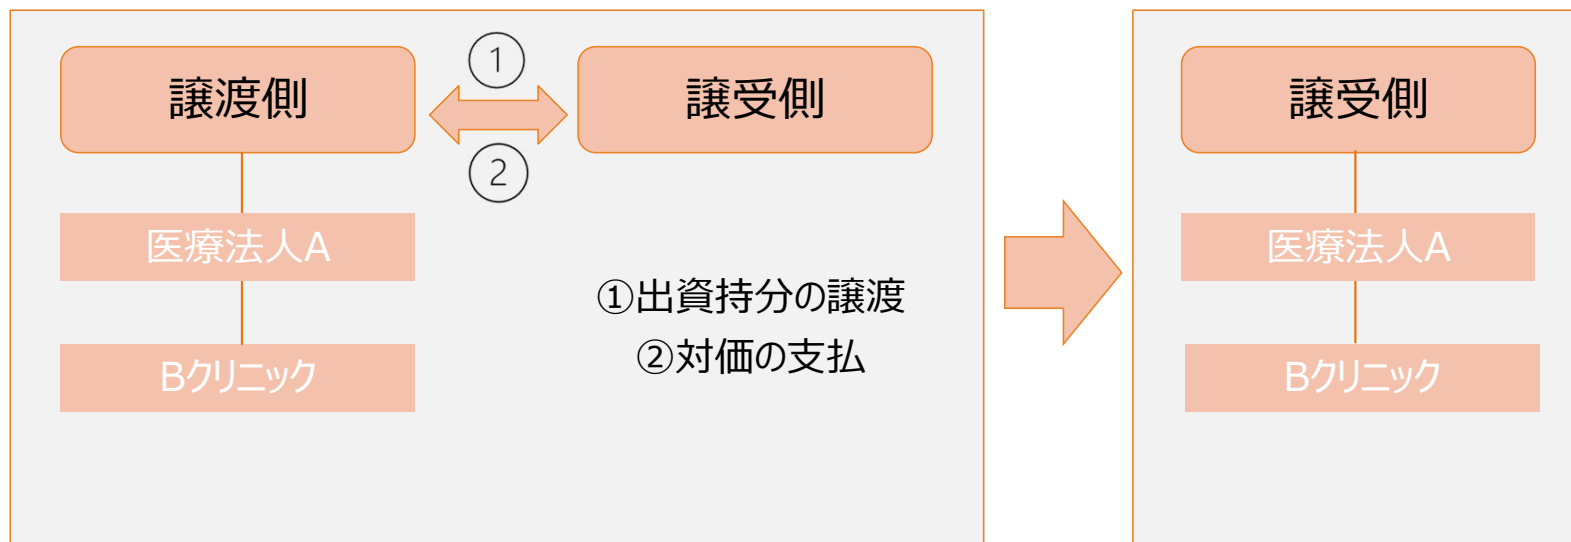 譲渡側
①
②
譲受側
医療法人A
Bクリニック
①出資持分の譲渡
②対価の支払
譲受側
医療法人A
Bクリニック